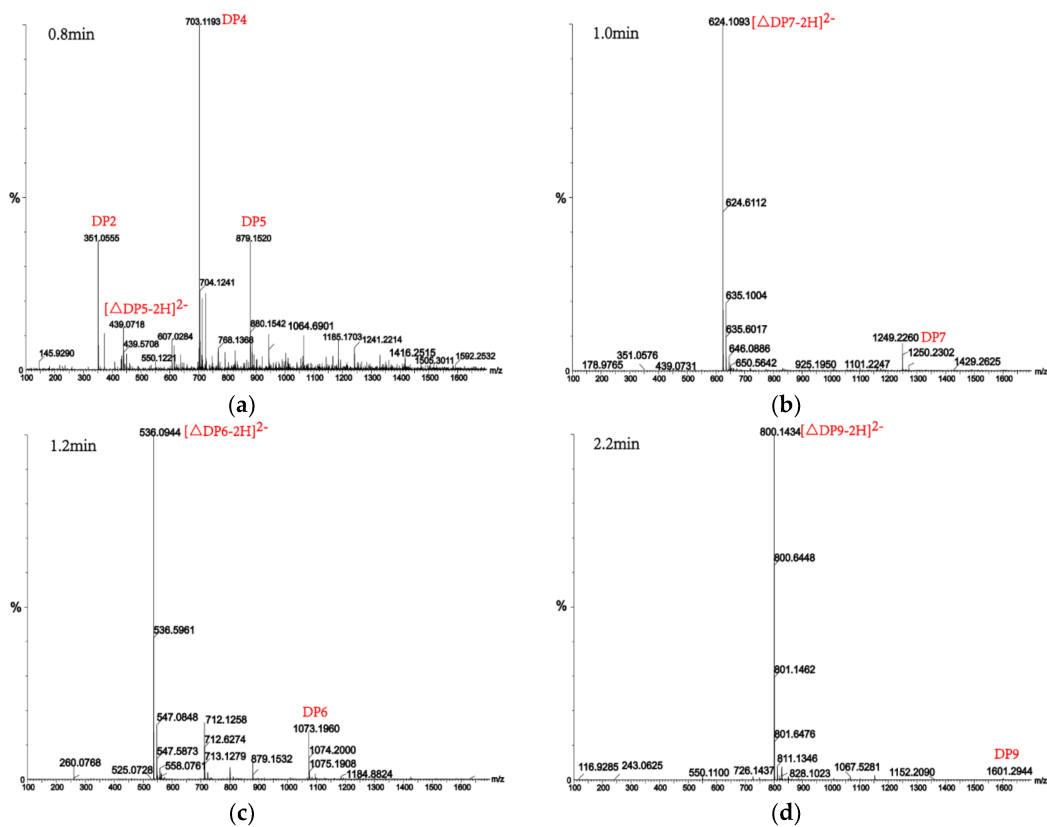 703.1193 DP4
0.8min
%
DP2
351.0555
DP5
879.1520
704.1241
[△DP5-2H]²⁻
439.0718
439.5708
607.0284
550.1221
145.9290
768.1368
880.1542
1064.6901
1185.1703
1241.2214
1416.2515
1505.3011
1592.2532
100 200 300 400 500 600 700 800 900 1000 1100 1200 1300 1400 1500 1600 m/z
(a)
624.1093 [△DP7-2H]²⁻
1.0min
%
624.6112
635.1004
635.6017
646.0886
650.5642
178.9765
351.0576
439.0731
925.1950
1101.2247
1249.2260 DP7
1250.2302
1429.2625
100 200 300 400 500 600 700 800 900 1000 1100 1200 1300 1400 1500 1600 m/z
(b)
536.0944 [△DP6-2H]²⁻
1.2min
%
536.5961
547.0848
547.5873
558.076
260.0768
525.0728
712.1258
712.6274
713.1279
879.1532
DP6
1073.1960
1074.2000
1075.1908
1184.8824
100 200 300 400 500 600 700 800 900 1000 1100 1200 1300 1400 1500 1600 m/z
(c)
800.1434 [△DP9-2H]²⁻
2.2min
%
800.6448
801.1462
801.6476
811.1346
828.1023
116.9285
243.0625
550.1100
726.1437
1067.5281
1152.2090
DP9
1601.2944
100 200 300 400 500 600 700 800 900 1000 1100 1200 1300 1400 1500 1600 m/z
(d)